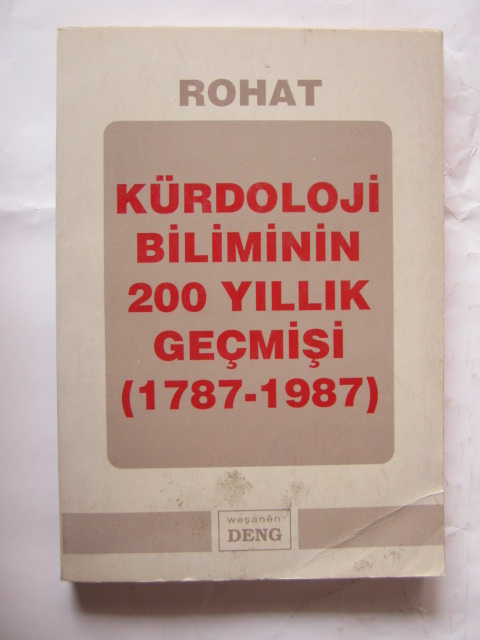 ROHAT
KÜRDOLOJİ
BİLİMİNİN
200 YILLIK
GEÇMİŞİ
(1787-1987)
weşanên
DENG